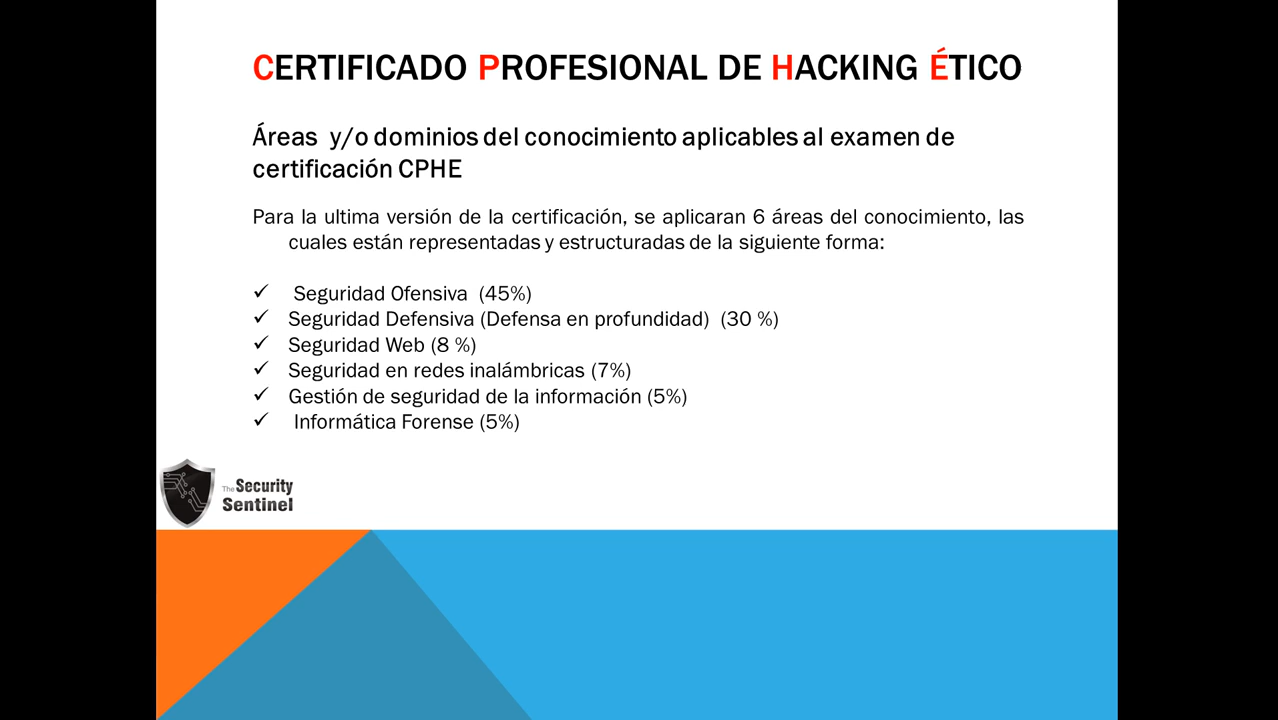 CERTIFICADO PROFESIONAL DE HACKING ÉTICO
Áreas y/o dominios del conocimiento aplicables al examen de
certificación CPHE
Para la ultima versión de la certificación, se aplicaran 6 áreas del conocimiento, las
cuales están representadas y estructuradas de la siguiente forma:
✓ Seguridad Ofensiva (45%)
✓ Seguridad Defensiva (Defensa en profundidad) (30 %)
✓ Seguridad Web (8 %)
✓ Seguridad en redes inalámbricas (7%)
✓ Gestión de seguridad de la información (5%)
✓ Informática Forense (5%)
The Security
Sentinel